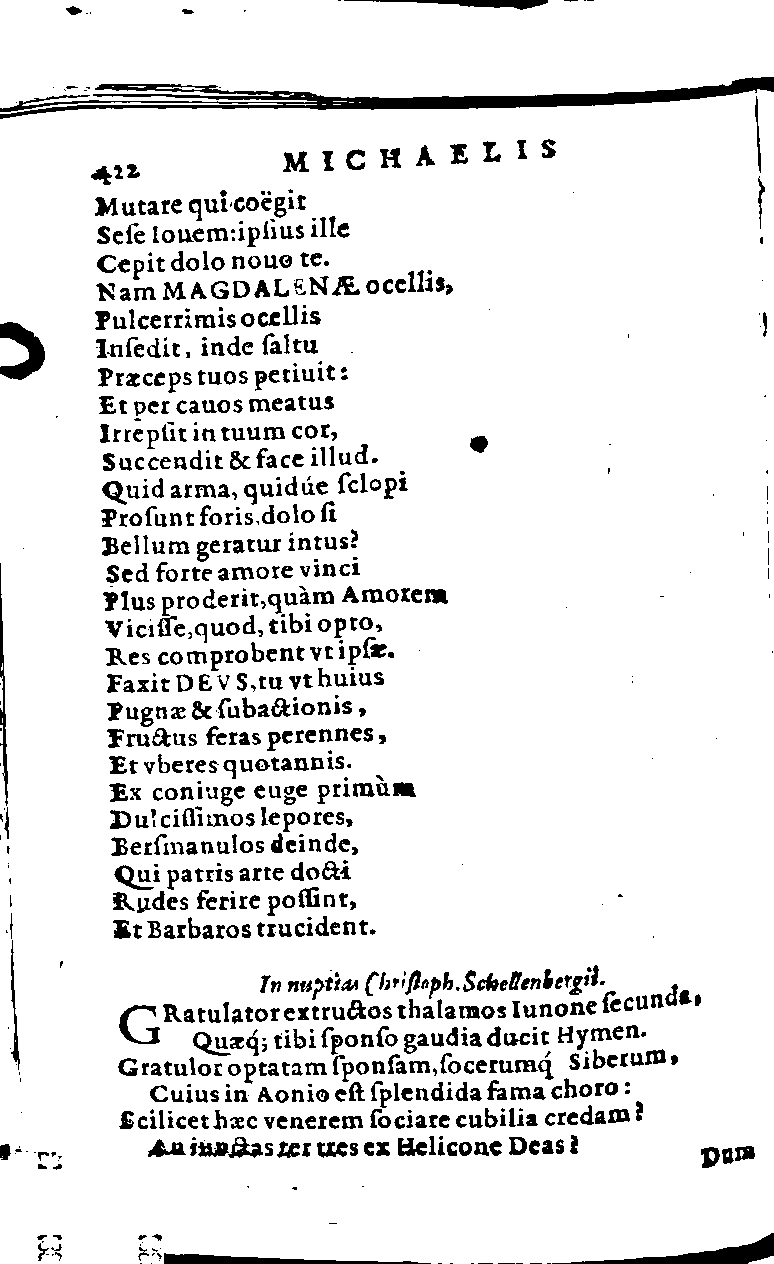 422 MICHAELIS
Mutare qui coëgit
Seſe Iouem:ipſius ille
Cepit dolo nouo te.
Nam MAGDALENÆ ocellis,
Pulcerrimis ocellis
Inſedit, inde ſaltu
Præceps tuos petiuit:
Et per cauos meatus
Irrepſit in tuum cor,
Succendit & face illud.
Quid arma, quidúe ſclopi
Proſunt foris,dolo ſi
Bellum geratur intus?
Sed forte amore vinci
Plus proderit,quàm Amorem
Viciſſe,quod, tibi opto,
Res comprobent vt ipſæ.
Faxit DEVS,tu vt huius
Pugnæ & ſubactionis,
Fructus feras perennes,
Et vberes quotannis.
Ex coniuge euge primùm
Dulciſſimos lepores,
Berſmanulos deinde,
Qui patris arte docti
Rudes ferire poſſint,
Et Barbaros trucident.
In nuptias Chriſtoph. Schellenbergii.
GRatulator extructos thalamos Iunone ſecunda,
Quæq́; tibi ſponſo gaudia ducit Hymen.
Gratulor optatam ſponſam,ſocerumq́ Siberum,
Cuius in Aonio eſt ſplendida fama choro:
Scilicet hæc venerem ſociare cubilia credam?
An iunctas ter tres ex Helicone Deas?
Dum